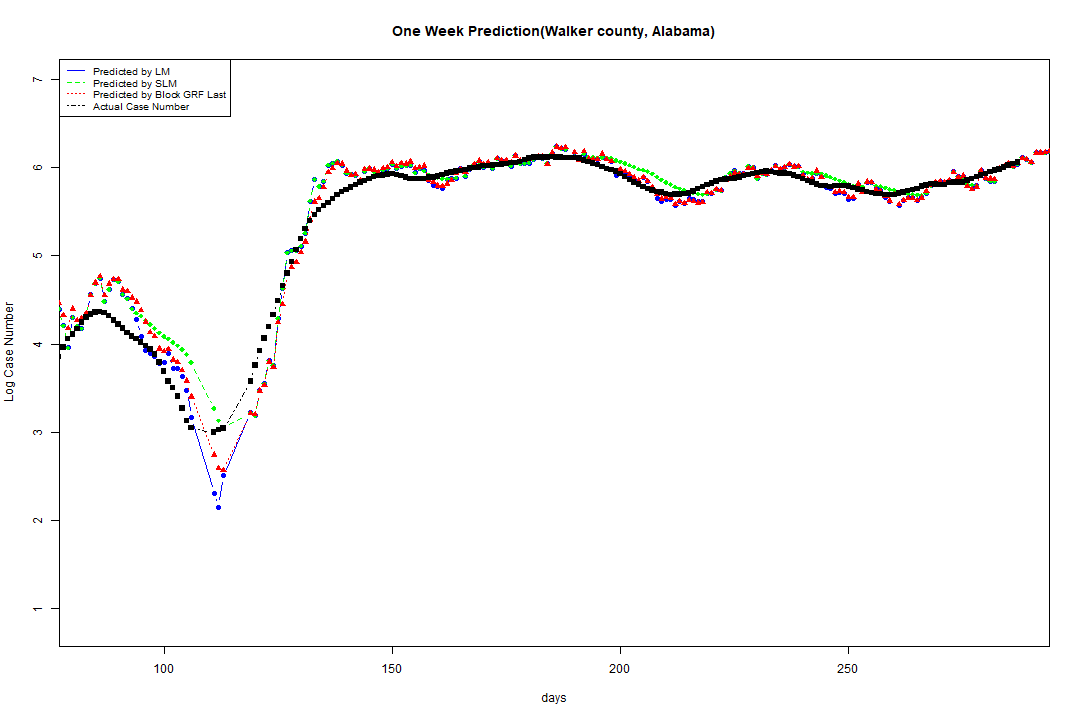 One Week Prediction(Walker county, Alabama)
Predicted by LM
Predicted by SLM
Predicted by Block GRF Last
Actual Case Number
7
6
5
4
3
2
1
Log Case Number
100 150 200 250
days